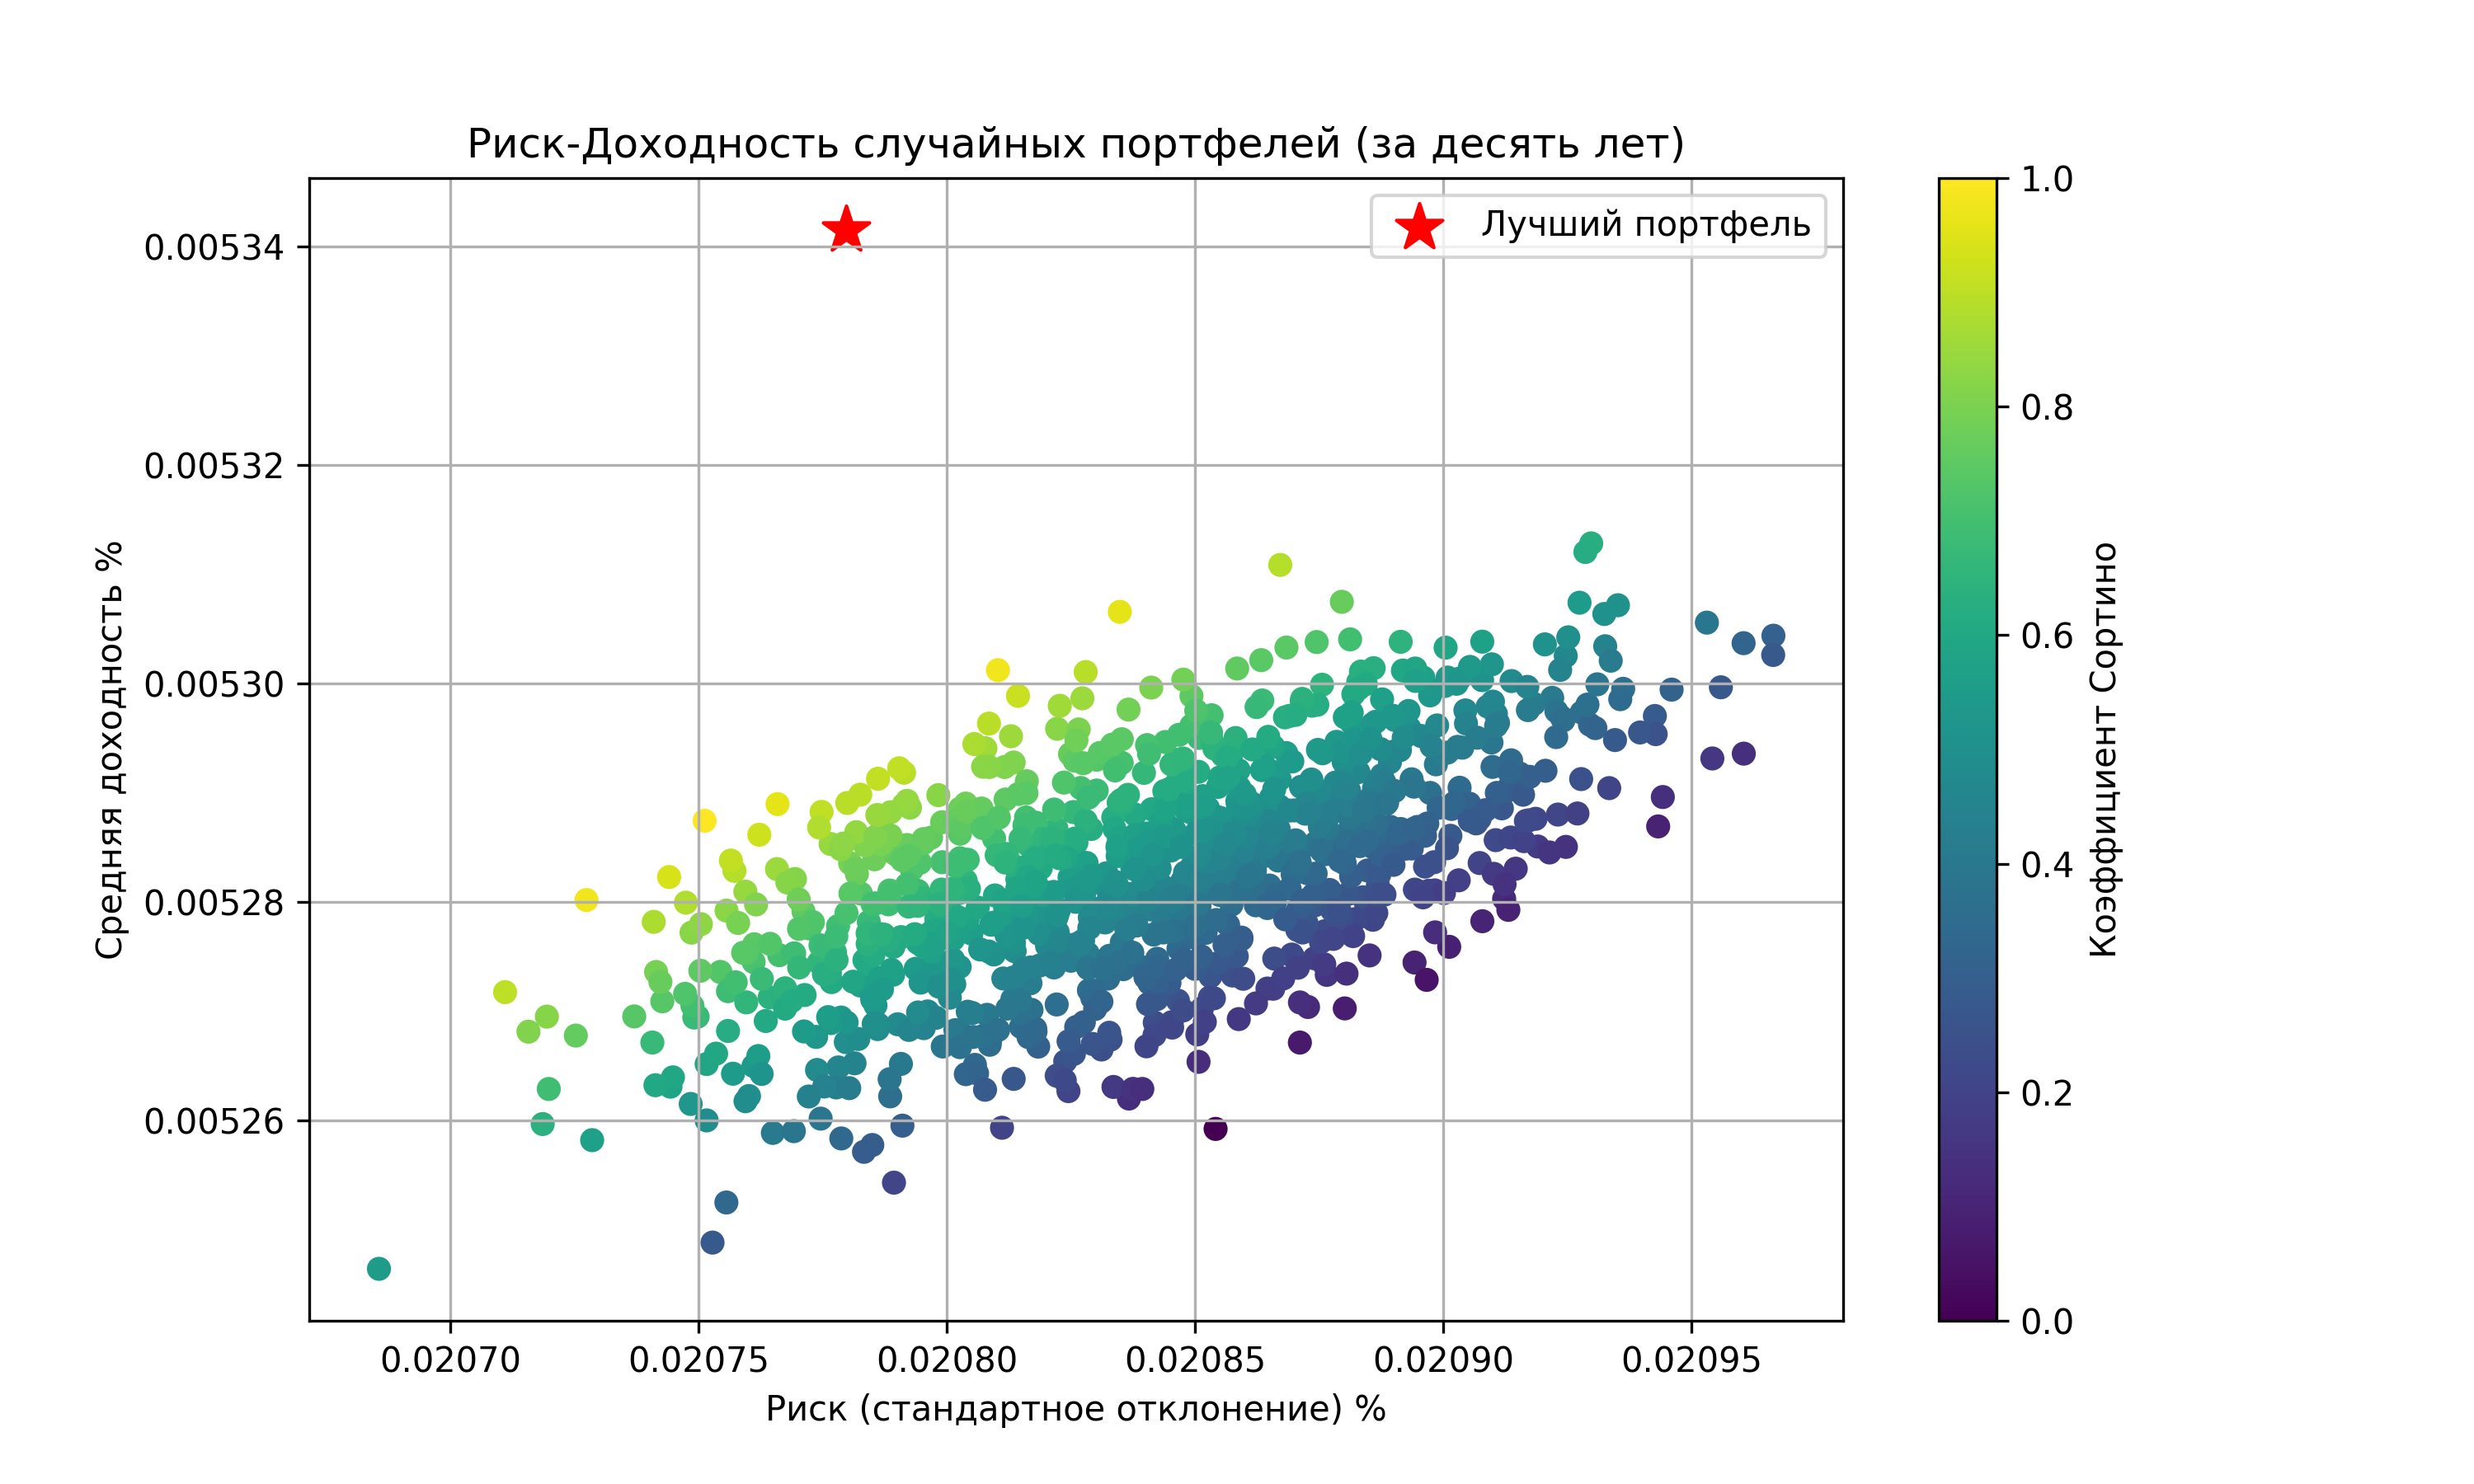 Риск-Доходность случайных портфелей (за десять лет)
Лучший портфель
Средняя доходность %
0.00534
0.00532
0.00530
0.00528
0.00526
0.02070 0.02075 0.02080 0.02085 0.02090 0.02095
Риск (стандартное отклонение) %
1.0
0.8
0.6
0.4
0.2
0.0
Коэффициент Сортино